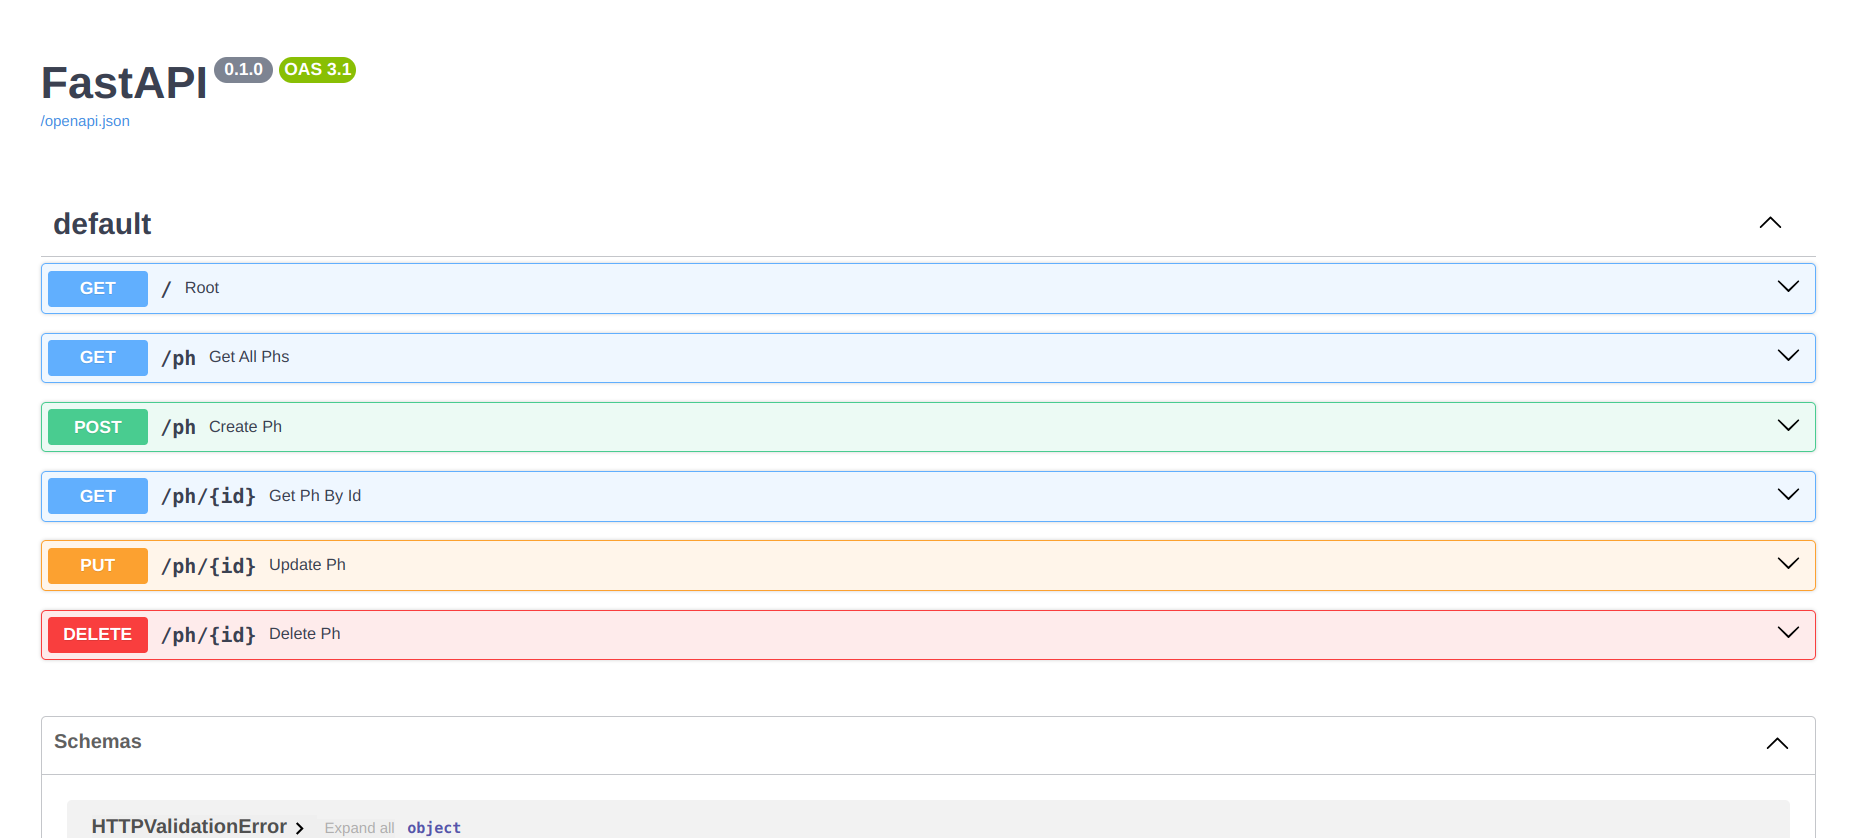 FastAPI 0.1.0 OAS 3.1
/openapi.json
default
GET / Root
GET /ph Get All Phs
POST /ph Create Ph
GET /ph/{id} Get Ph By Id
PUT /ph/{id} Update Ph
DELETE /ph/{id} Delete Ph
Schemas
HTTPValidationError Expand all object